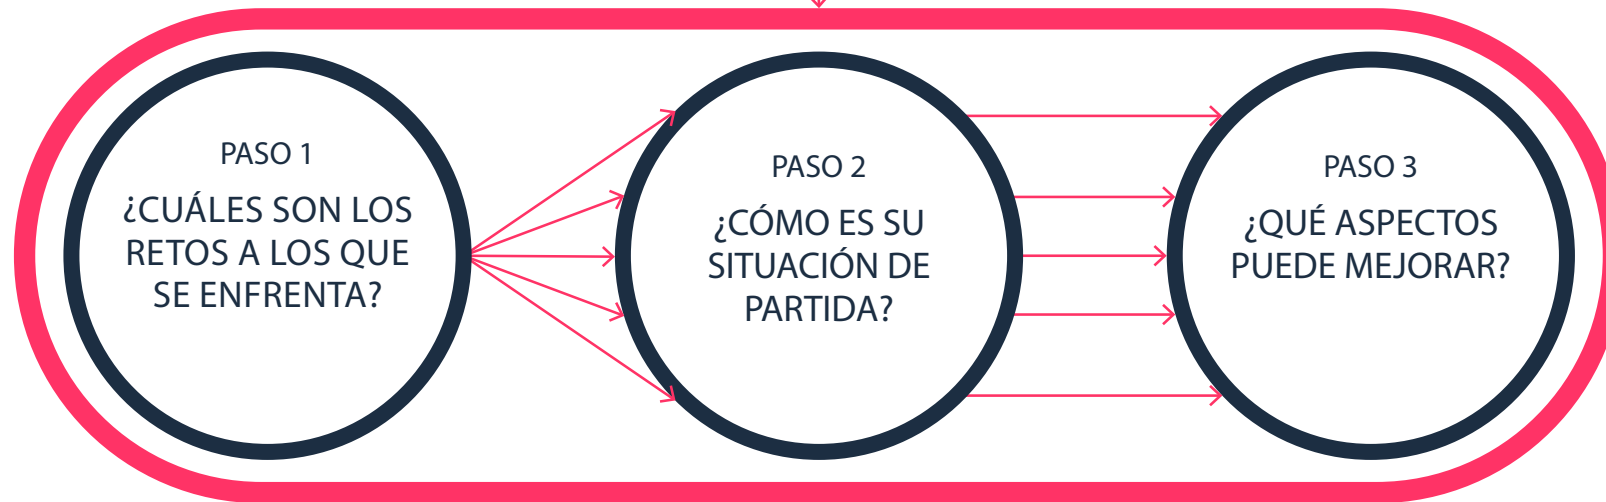 PASO 1
¿CUÁLES SON LOS
RETOS A LOS QUE
SE ENFRENTA?
PASO 2
¿CÓMO ES SU
SITUACIÓN DE
PARTIDA?
PASO 3
¿QUÉ ASPECTOS
PUEDE MEJORAR?